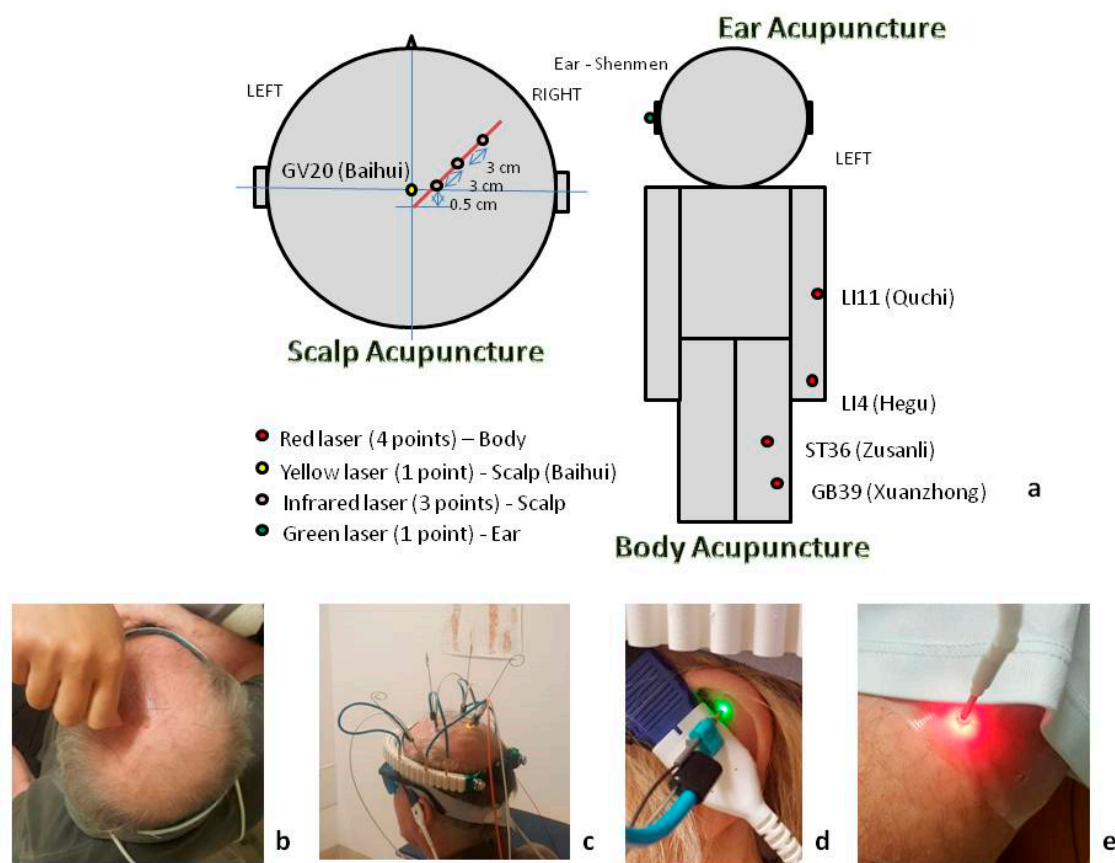 Ear Acupuncture
Ear - Shenmen
LEFT
RIGHT
GV20 (Baihui)
3 cm
3 cm
0.5 cm
LEFT
LI11 (Quchi)
Scalp Acupuncture
LI4 (Hegu)
Red laser (4 points) – Body
ST36 (Zusanli)
Yellow laser (1 point) - Scalp (Baihui)
GB39 (Xuanzhong)
a
Infrared laser (3 points) - Scalp
Green laser (1 point) - Ear
Body Acupuncture
b
c
d
e